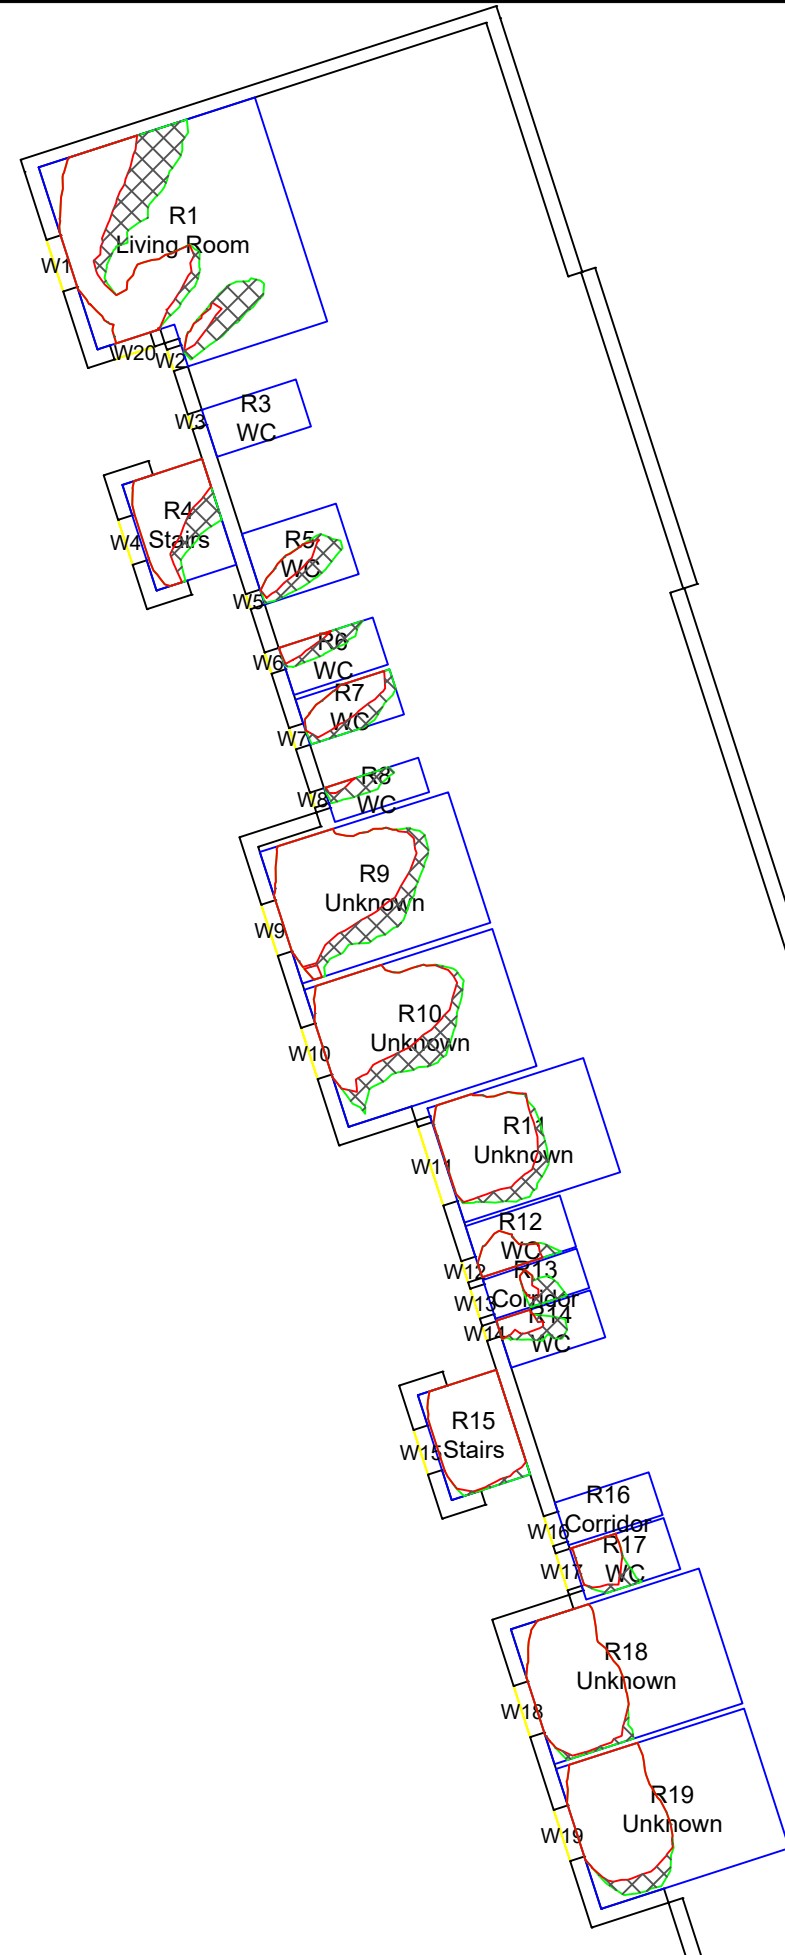 R1
Living Room
W1
W20
W2
R3
WC
W3
R4
Stairs
W4
R5
WC
W5
R6
WC
W6
R7
WC
W7
R8
WC
W8
R9
Unknown
W9
R10
Unknown
W10
R11
Unknown
W11
R12
WC
W12
R13
Corridor
W13
R14
WC
W14
R15
Stairs
W15
R16
Corridor
W16
R17
WC
W17
R18
Unknown
W18
R19
Unknown
W19